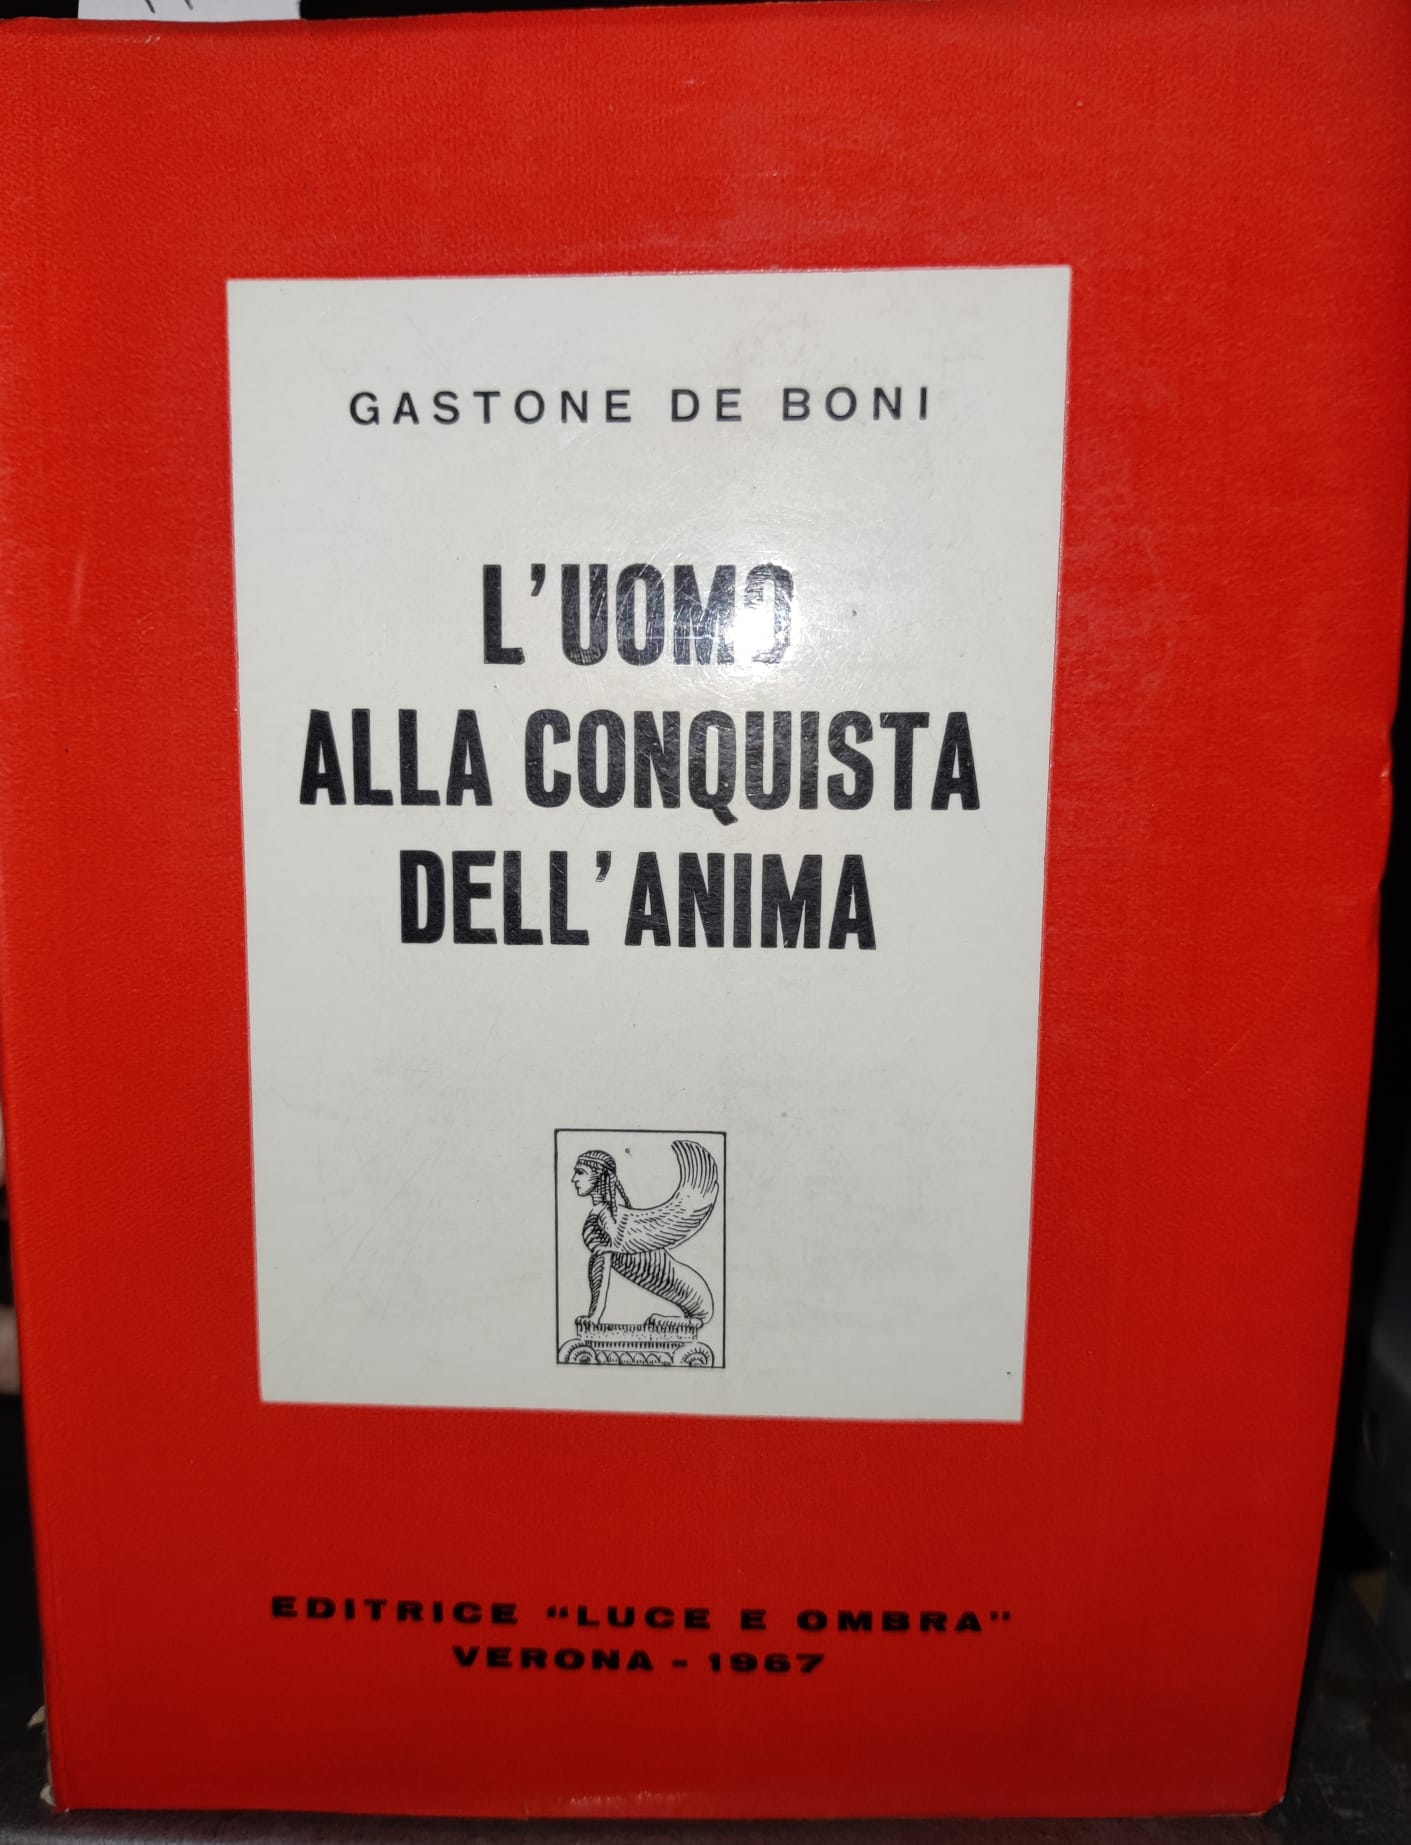 GASTONE DE BONI
L'UOMO
ALLA CONQUISTA
DELL'ANIMA
EDITRICE "LUCE E OMBRA"
VERONA - 1967